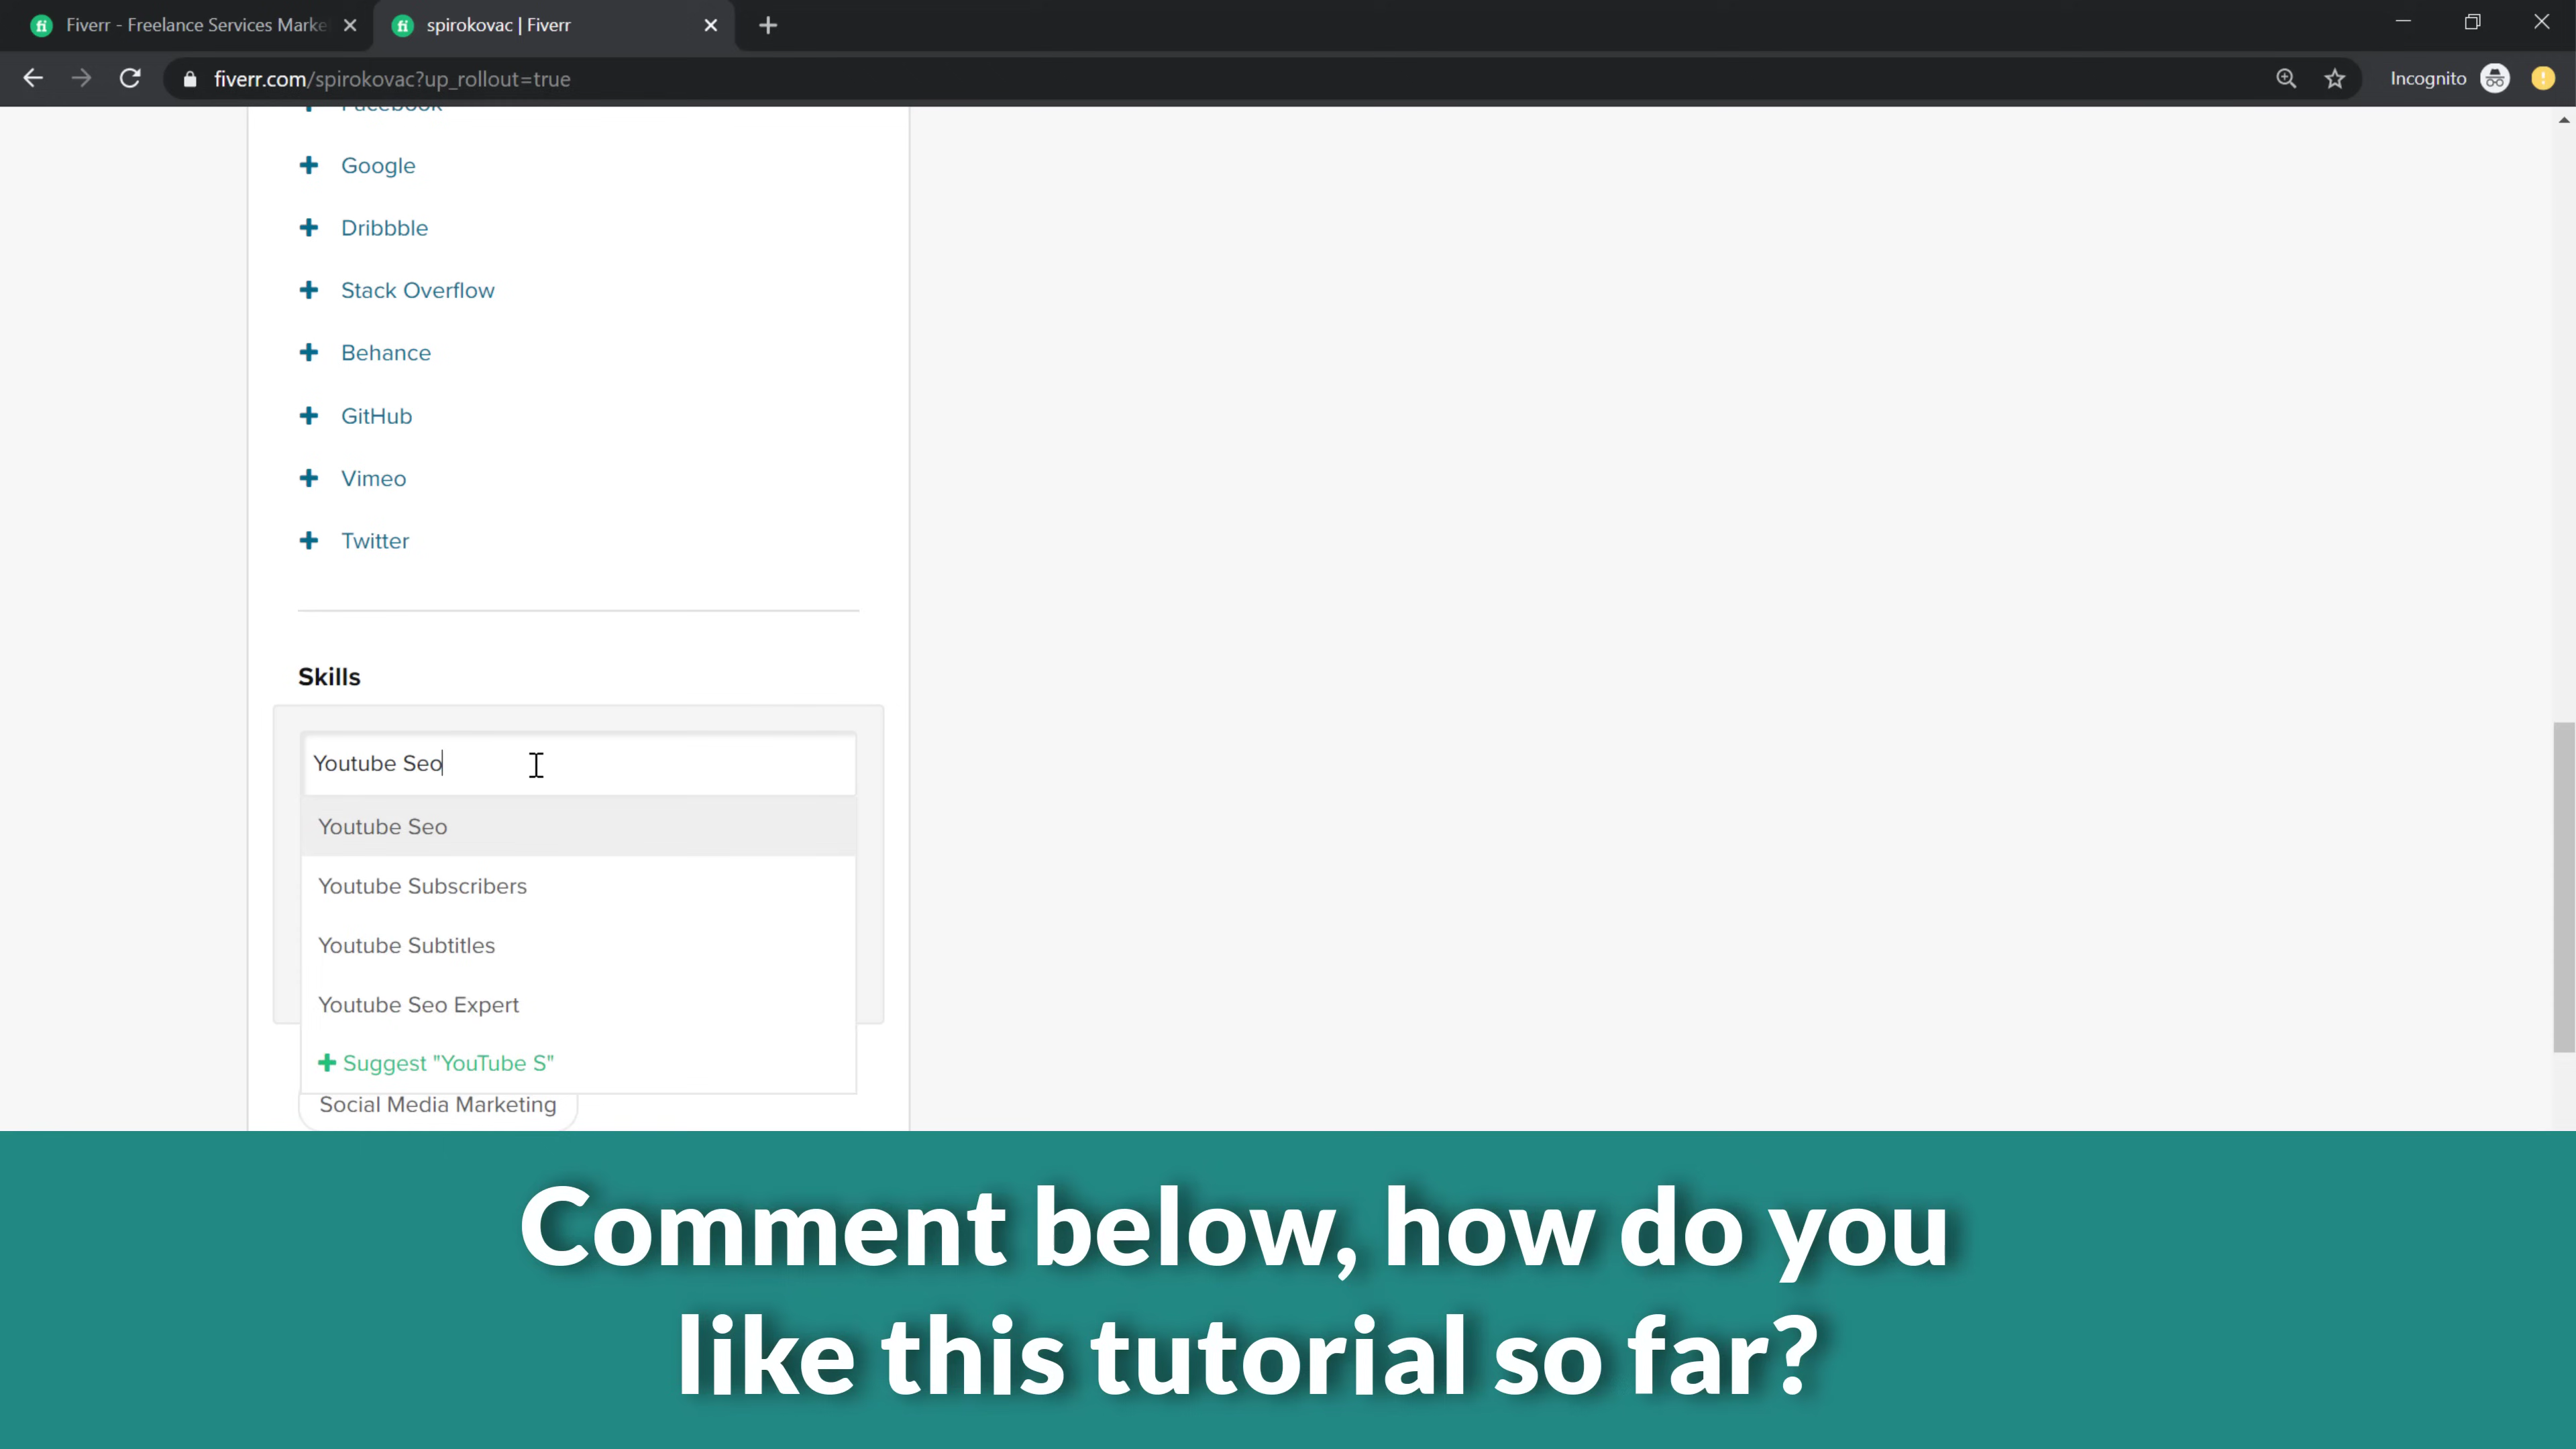 Fiverr - Freelance Services Marke
spirokovac | Fiverr
fiverr.com/spirokovac?up_rollout=true
Incognito
Facebook
Google
Dribbble
Stack Overflow
Behance
GitHub
Vimeo
Twitter
Skills
Youtube Seo
Youtube Seo
Youtube Subscribers
Youtube Subtitles
Youtube Seo Expert
Suggest "YouTube S"
Social Media Marketing
Comment below, how do you
like this tutorial so far?